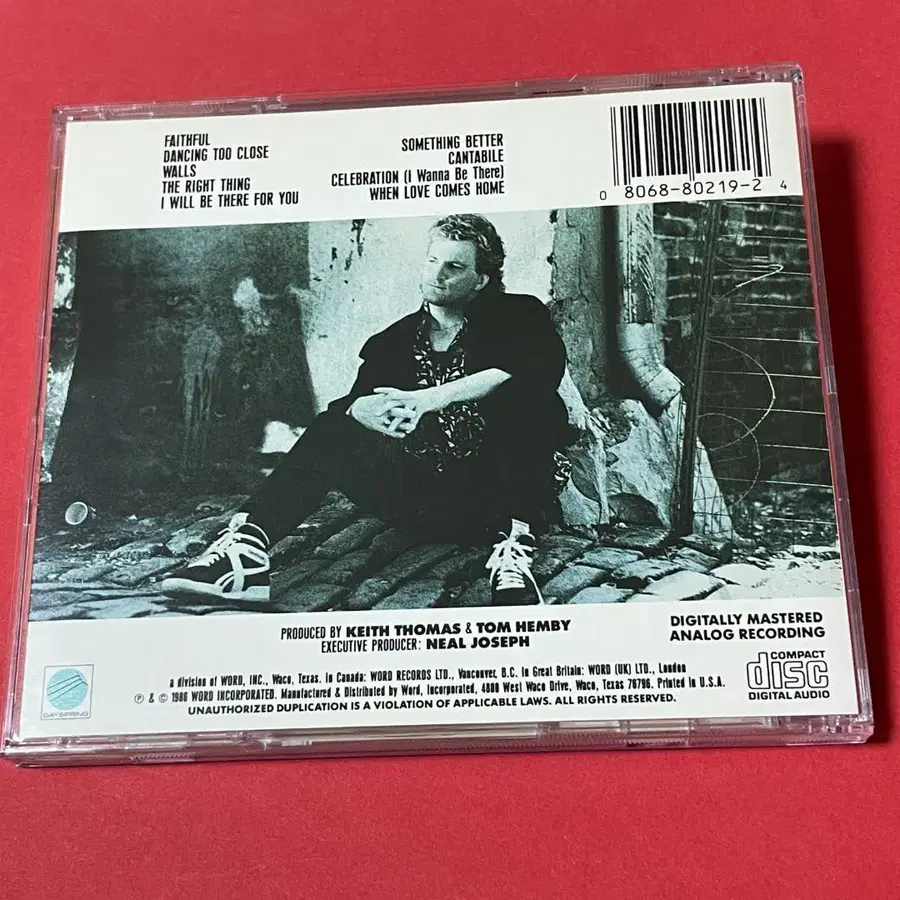 FAITHFUL
DANCING TOO CLOSE
WALLS
THE RIGHT THING
I WILL BE THERE FOR YOU
SOMETHING BETTER
CANTABILE
CELEBRATION (I Wanna Be There)
WHEN LOVE COMES HOME
0 8068-80219-2 4
PRODUCED BY KEITH THOMAS & TOM HEMBY
EXECUTIVE PRODUCER: NEAL JOSEPH
DIGITALLY MASTERED
ANALOG RECORDING
DAYSPRING
a division of WORD, INC., Waco, Texas. In Canada: WORD RECORDS LTD., Vancouver, B.C. In Great Britain: WORD (UK) LTD., London
℗ & © 1986 WORD INCORPORATED. Manufactured & Distributed by Word, Incorporated, 4800 West Waco Drive, Waco, Texas 76796. Printed in U.S.A.
UNAUTHORIZED DUPLICATION IS A VIOLATION OF APPLICABLE LAWS. ALL RIGHTS RESERVED.
COMPACT
disc
DIGITAL AUDIO